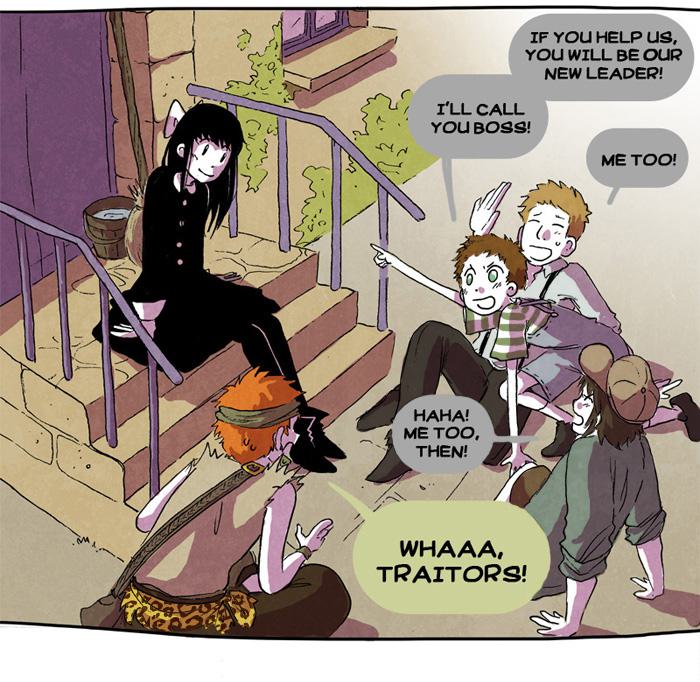 IF YOU HELP US,
YOU WILL BE OUR
NEW LEADER!
I'LL CALL
YOU BOSS!
ME TOO!
HAHA!
ME TOO,
THEN!
WHAAA,
TRAITORS!